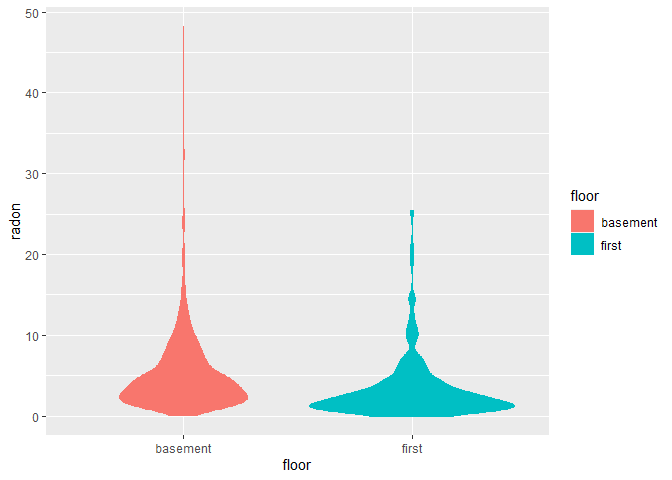 50
40
30
20
10
0
radon
basement
first
floor
floor
basement
first